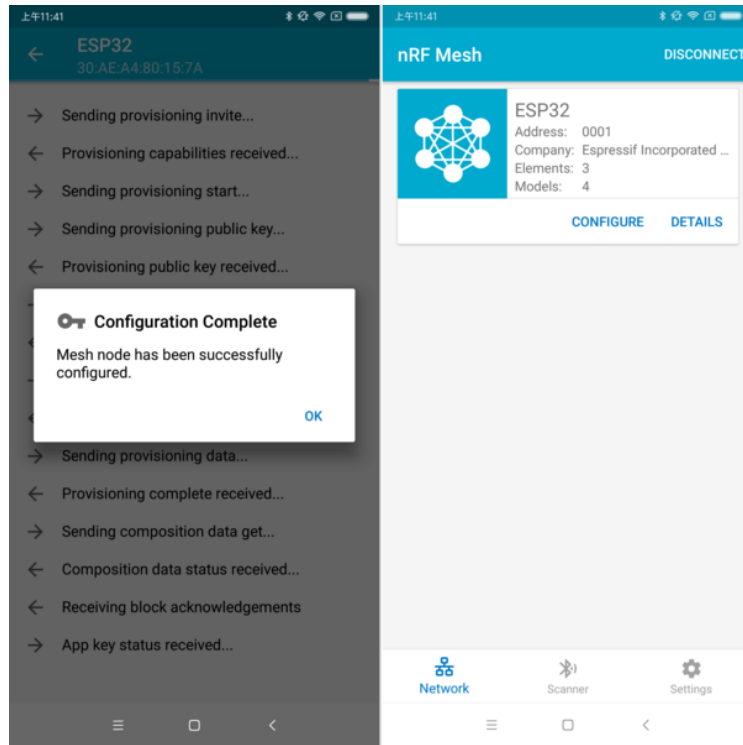 上午11:41
ESP32
30:AE:A4:80:15:7A
Sending provisioning invite...
Provisioning capabilities received...
Sending provisioning start...
Sending provisioning public key...
Provisioning public key received...
Configuration Complete
Mesh node has been successfully
configured.
OK
Sending provisioning data...
Provisioning complete received...
Sending composition data get...
Composition data status received...
Receiving block acknowledgements
App key status received...
上午11:41
nRF Mesh
DISCONNECT
ESP32
Address: 0001
Company: Espressif Incorporated ...
Elements: 3
Models: 4
CONFIGURE DETAILS
Network Scanner Settings